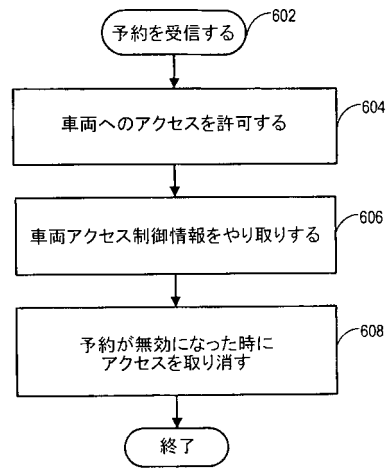 予約を受信する
602
車両へのアクセスを許可する
604
車両アクセス制御情報をやり取りする
606
予約が無効になった時に
アクセスを取り消す
608
終了